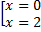 x = 0
x = 2